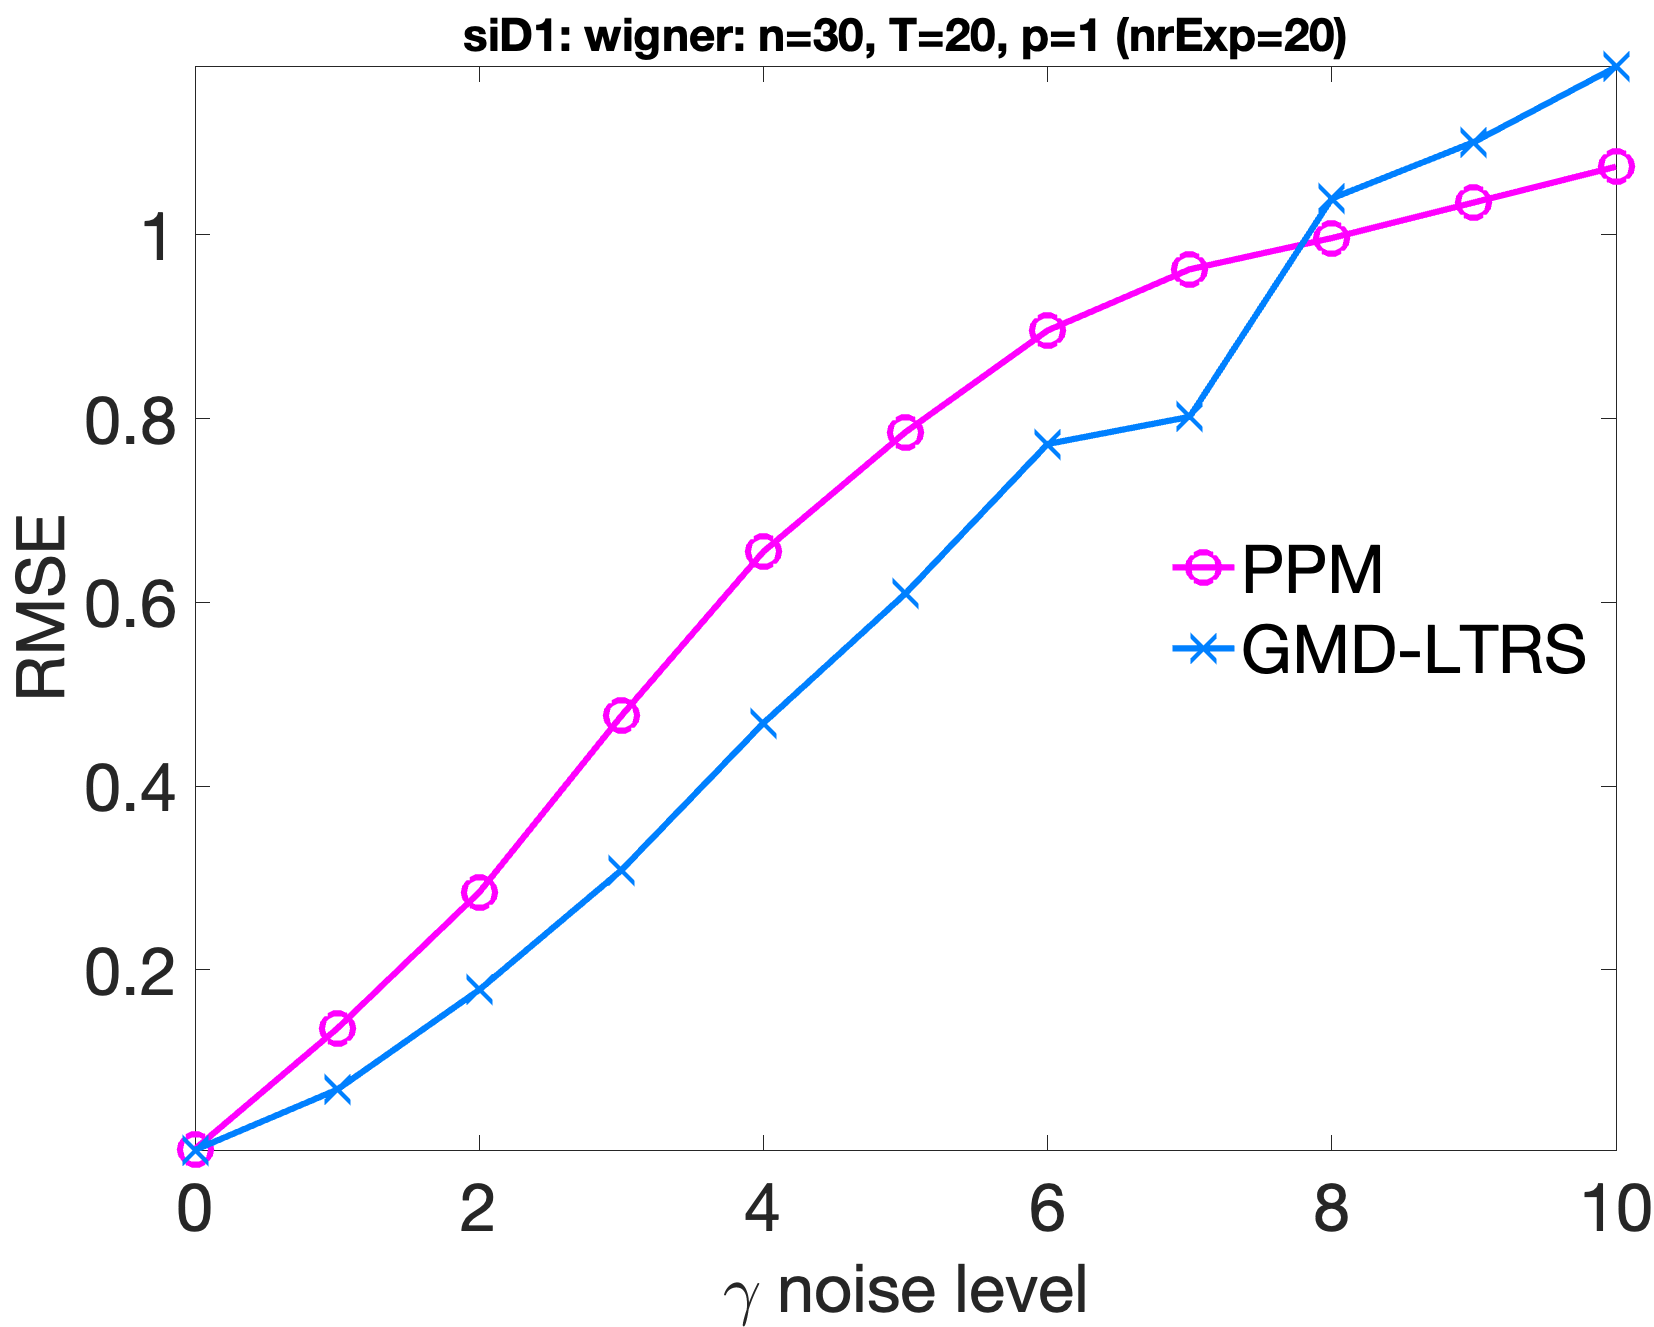 siD1: wigner: n=30, T=20, p=1 (nrExp=20)
RMSE
1
0.8
0.6
0.4
0.2
PPM
GMD-LTRS
0 2 4 6 8 10
γ noise level